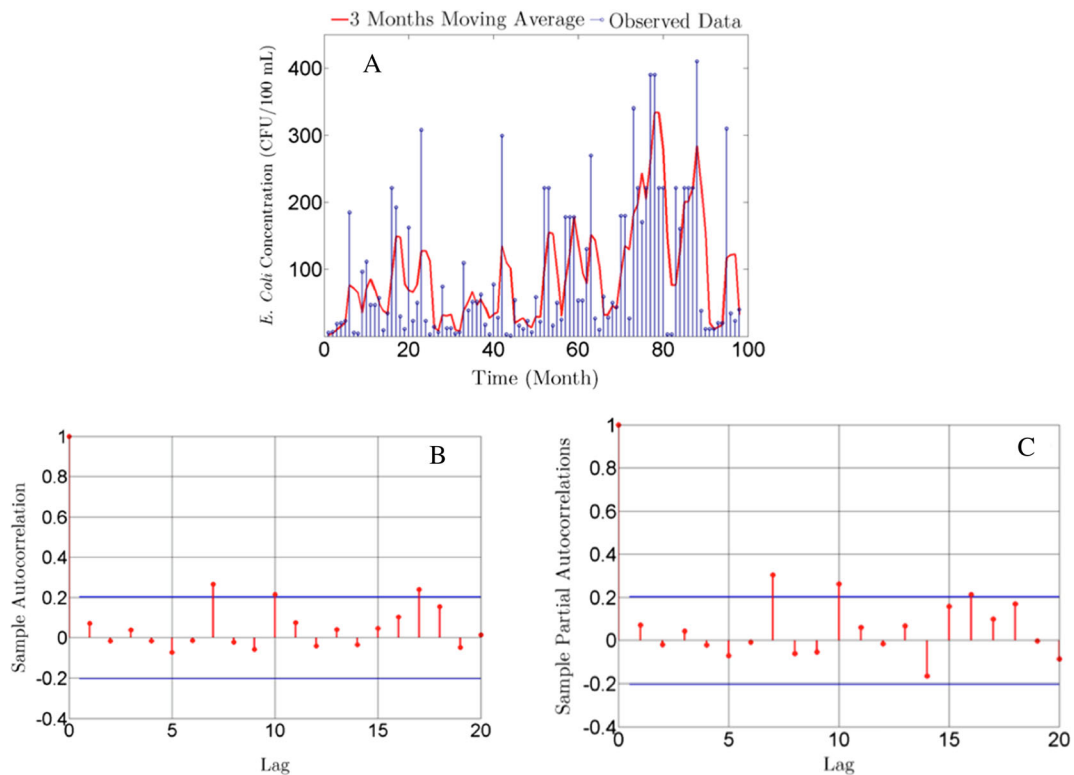 3 Months Moving Average Observed Data
A
E. Coli Concentration (CFU/100 mL)
400
300
200
100
0 20 40 60 80 100
Time (Month)
B
Sample Autocorrelation
1
0.8
0.6
0.4
0.2
0
-0.2
-0.4
0 5 10 15 20
Lag
C
Sample Partial Autocorrelations
1
0.8
0.6
0.4
0.2
0
-0.2
-0.4
0 5 10 15 20
Lag